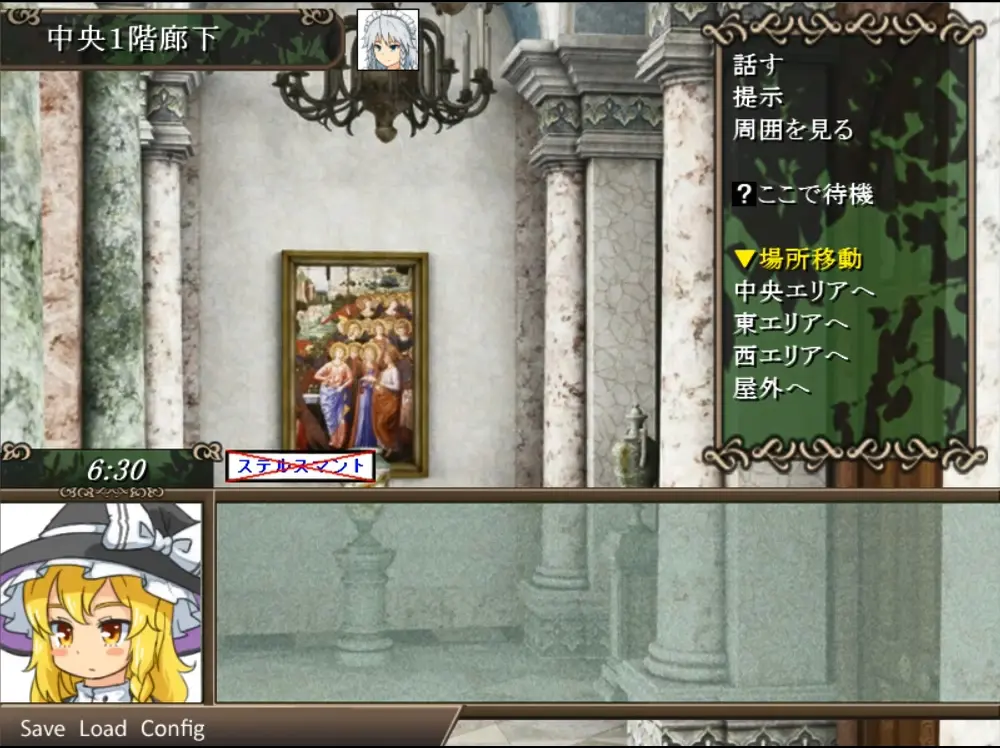 中央1階廊下
話す
提示
周囲を見る
?ここで待機
▼場所移動
中央エリアへ
東エリアへ
西エリアへ
屋外へ
6:30
ステルスマント
Save Load Config